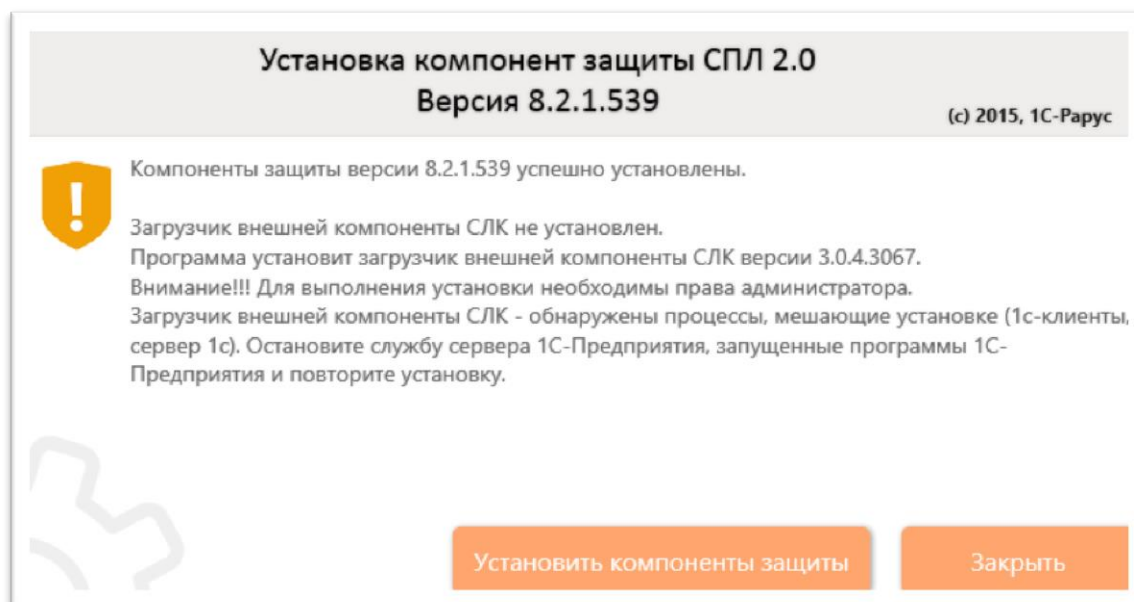 Установка компонент защиты СПЛ 2.0
Версия 8.2.1.539
(c) 2015, 1С-Рарус
Компоненты защиты версии 8.2.1.539 успешно установлены.
Загрузчик внешней компоненты СЛК не установлен.
Программа установит загрузчик внешней компоненты СЛК версии 3.0.4.3067.
Внимание!!! Для выполнения установки необходимы права администратора.
Загрузчик внешней компоненты СЛК - обнаружены процессы, мешающие установке (1с-клиенты,
сервер 1с). Остановите службу сервера 1С-Предприятия, запущенные программы 1С-
Предприятия и повторите установку.
Установить компоненты защиты
Закрыть